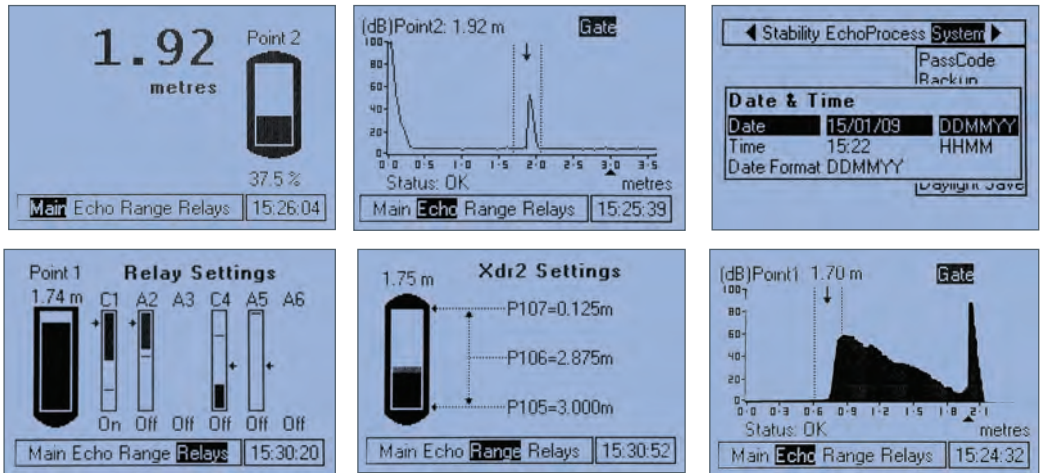 1.92
Point 2
metres
37.5 %
Main Echo Range Relays 15:26:04
(dB)Point2: 1.92 m Gate
100
80
60
40
20
0
0·0 0·5 1·0 1·5 2·0 2·5 3·0 3·5
Status: OK metres
Main Echo Range Relays 15:25:39
Stability EchoProcess System
PassCode
Backup
Date & Time
Date 15/01/09 DDMMYY
Time 15:22 HHMM
Date Format DDMMYY
Daylight Save
Point 1 Relay Settings
1.74 m C1 A2 A3 C4 A5 A6
On Off Off Off Off Off
Main Echo Range Relays 15:30:20
1.75 m Xdr2 Settings
P107=0.125m
P106=2.875m
P105=3.000m
Main Echo Range Relays 15:30:52
(dB)Point1: 1.70 m Gate
100
80
60
40
20
0
0·0 0·3 0·6 0·9 1·2 1·5 1·8 2·1
Status: OK metres
Main Echo Range Relays 15:24:32